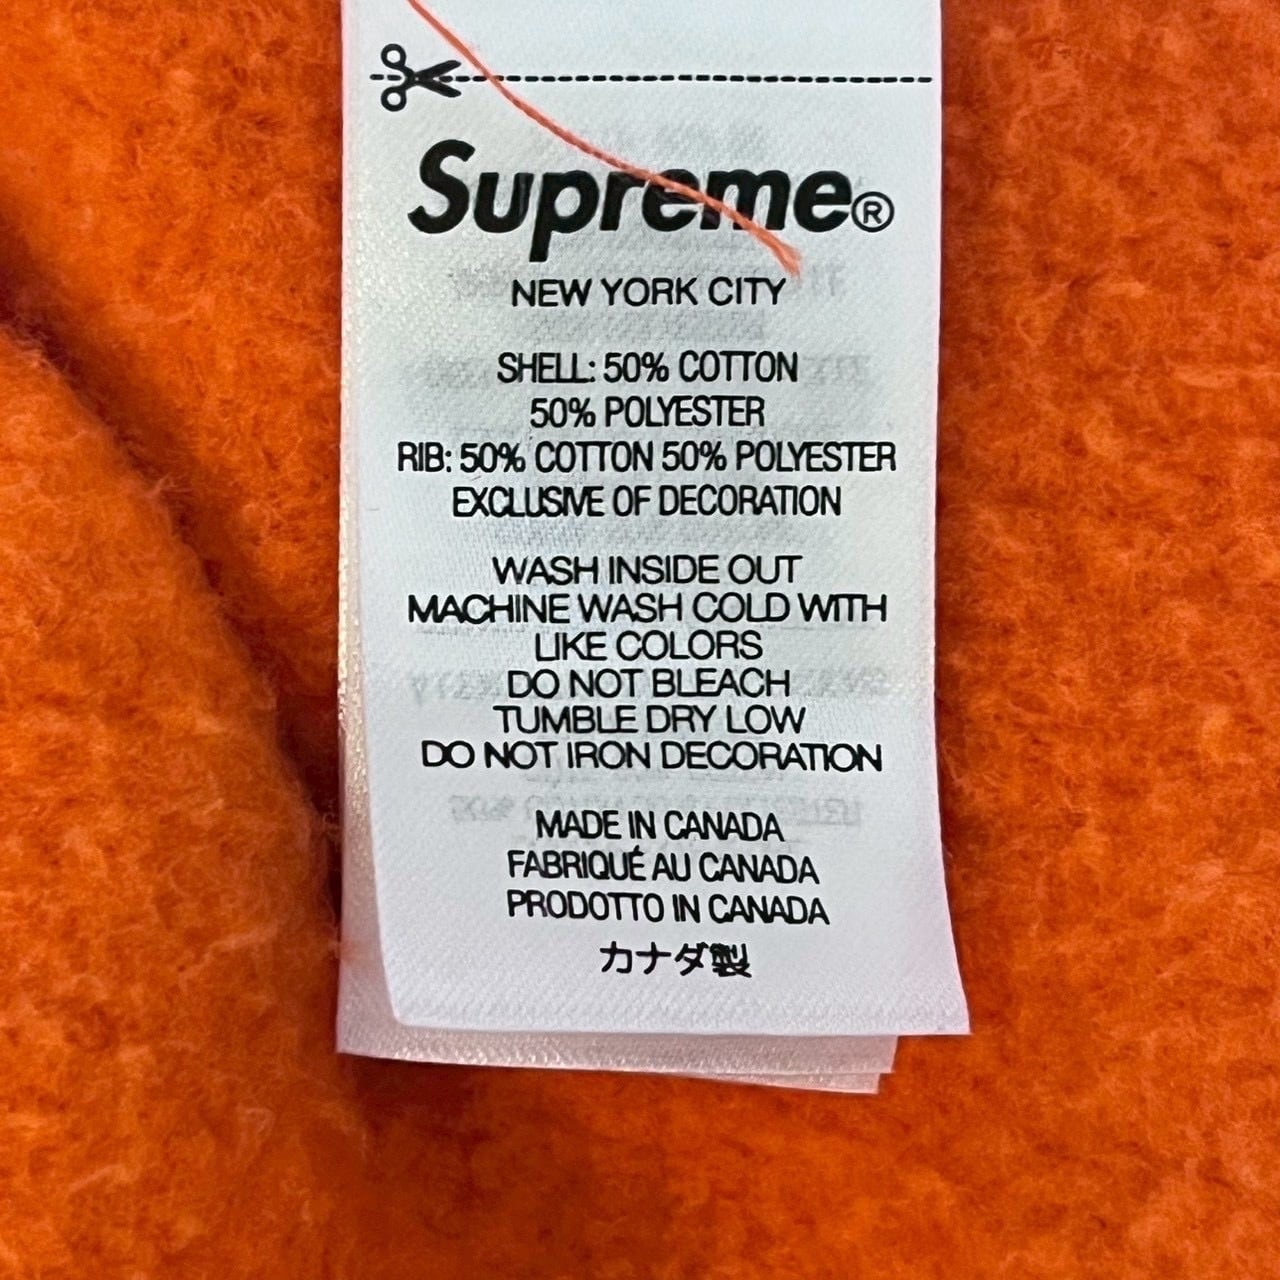 Supreme®
NEW YORK CITY
SHELL: 50% COTTON
50% POLYESTER
RIB: 50% COTTON 50% POLYESTER
EXCLUSIVE OF DECORATION
WASH INSIDE OUT
MACHINE WASH COLD WITH
LIKE COLORS
DO NOT BLEACH
TUMBLE DRY LOW
DO NOT IRON DECORATION
MADE IN CANADA
FABRIQUÉ AU CANADA
PRODOTTO IN CANADA
カナダ製